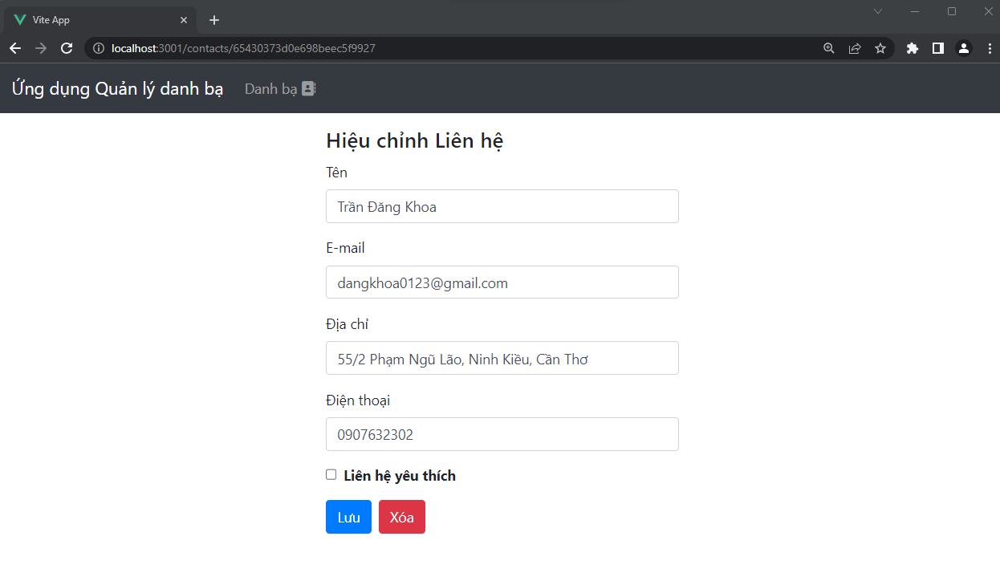 Vite App
localhost:3001/contacts/65430373d0e698beec5f9927
Ứng dụng Quản lý danh bạ Danh bạ
Hiệu chỉnh Liên hệ
Tên
Trần Đăng Khoa
E-mail
dangkhoa0123@gmail.com
Địa chỉ
55/2 Phạm Ngũ Lão, Ninh Kiều, Cần Thơ
Điện thoại
0907632302
Liên hệ yêu thích
Lưu Xóa